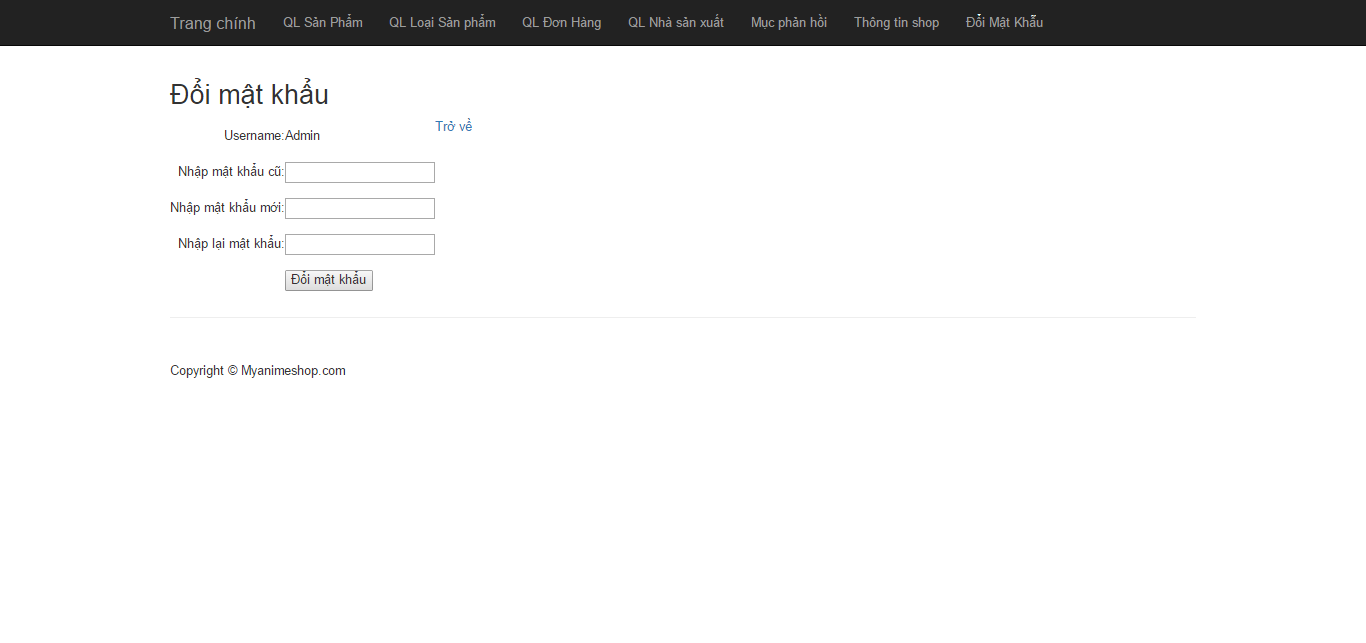 Trang chính QL Sản Phẩm QL Loại Sản phẩm QL Đơn Hàng QL Nhà sản xuất Mục phản hồi Thông tin shop Đổi Mật Khẩu
Đổi mật khẩu
Username:Admin Trở về
Nhập mật khẩu cũ:
Nhập mật khẩu mới:
Nhập lại mật khẩu:
Đổi mật khẩu
Copyright © Myanimeshop.com